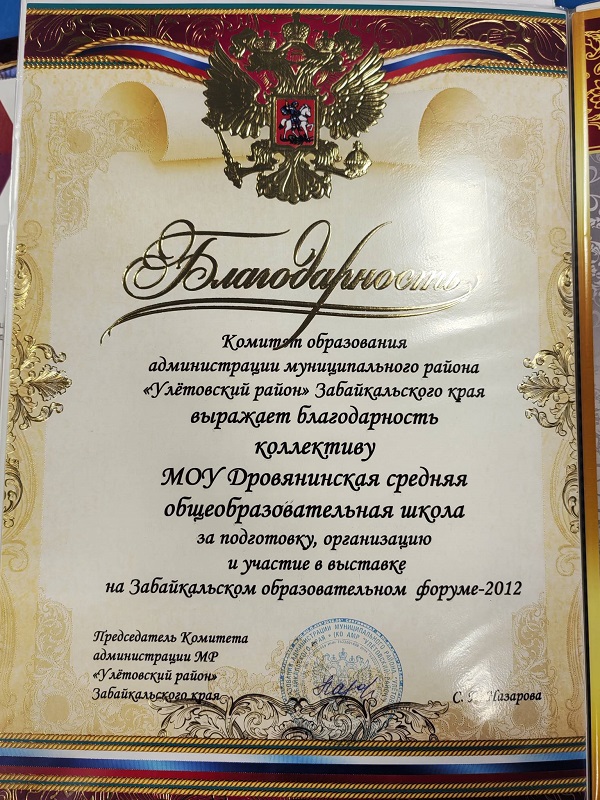 Благодарность
Комитет образования
администрации муниципального района
«Улётовский район» Забайкальского края
выражает благодарность
коллективу
МОУ Дровянинская средняя
общеобразовательная школа
за подготовку, организацию
и участие в выставке
на Забайкальском образовательном форуме-2012
Председатель Комитета
администрации МР
«Улётовский район»
Забайкальского края
С. Назарова